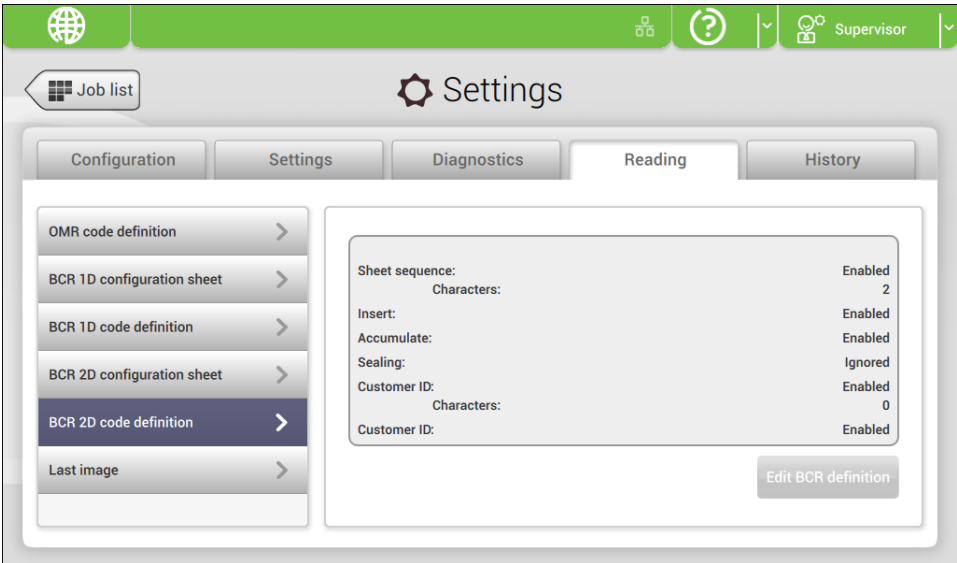 Supervisor
Job list
Settings
Configuration
Settings
Diagnostics
Reading
History
OMR code definition
BCR 1D configuration sheet
BCR 1D code definition
BCR 2D configuration sheet
BCR 2D code definition
Last image
Sheet sequence: Enabled
Characters: 2
Insert: Enabled
Accumulate: Enabled
Sealing: Ignored
Customer ID: Enabled
Characters: 0
Customer ID: Enabled
Edit BCR definition